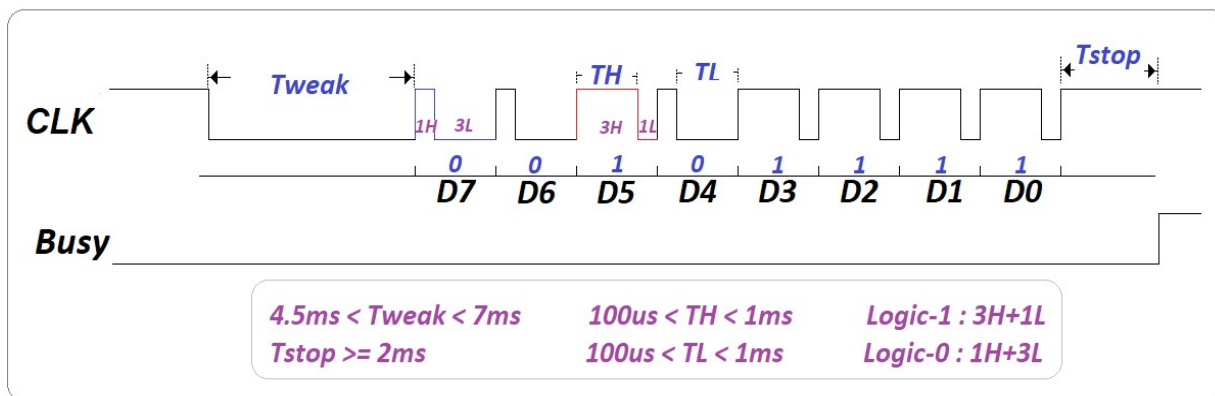 Tweak TH TL Tstop
CLK 1H 3L 3H 1L
0 0 1 0 1 1 1 1
D7 D6 D5 D4 D3 D2 D1 D0
Busy
4.5ms < Tweak < 7ms 100us < TH < 1ms Logic-1 : 3H+1L
Tstop >= 2ms 100us < TL < 1ms Logic-0 : 1H+3L